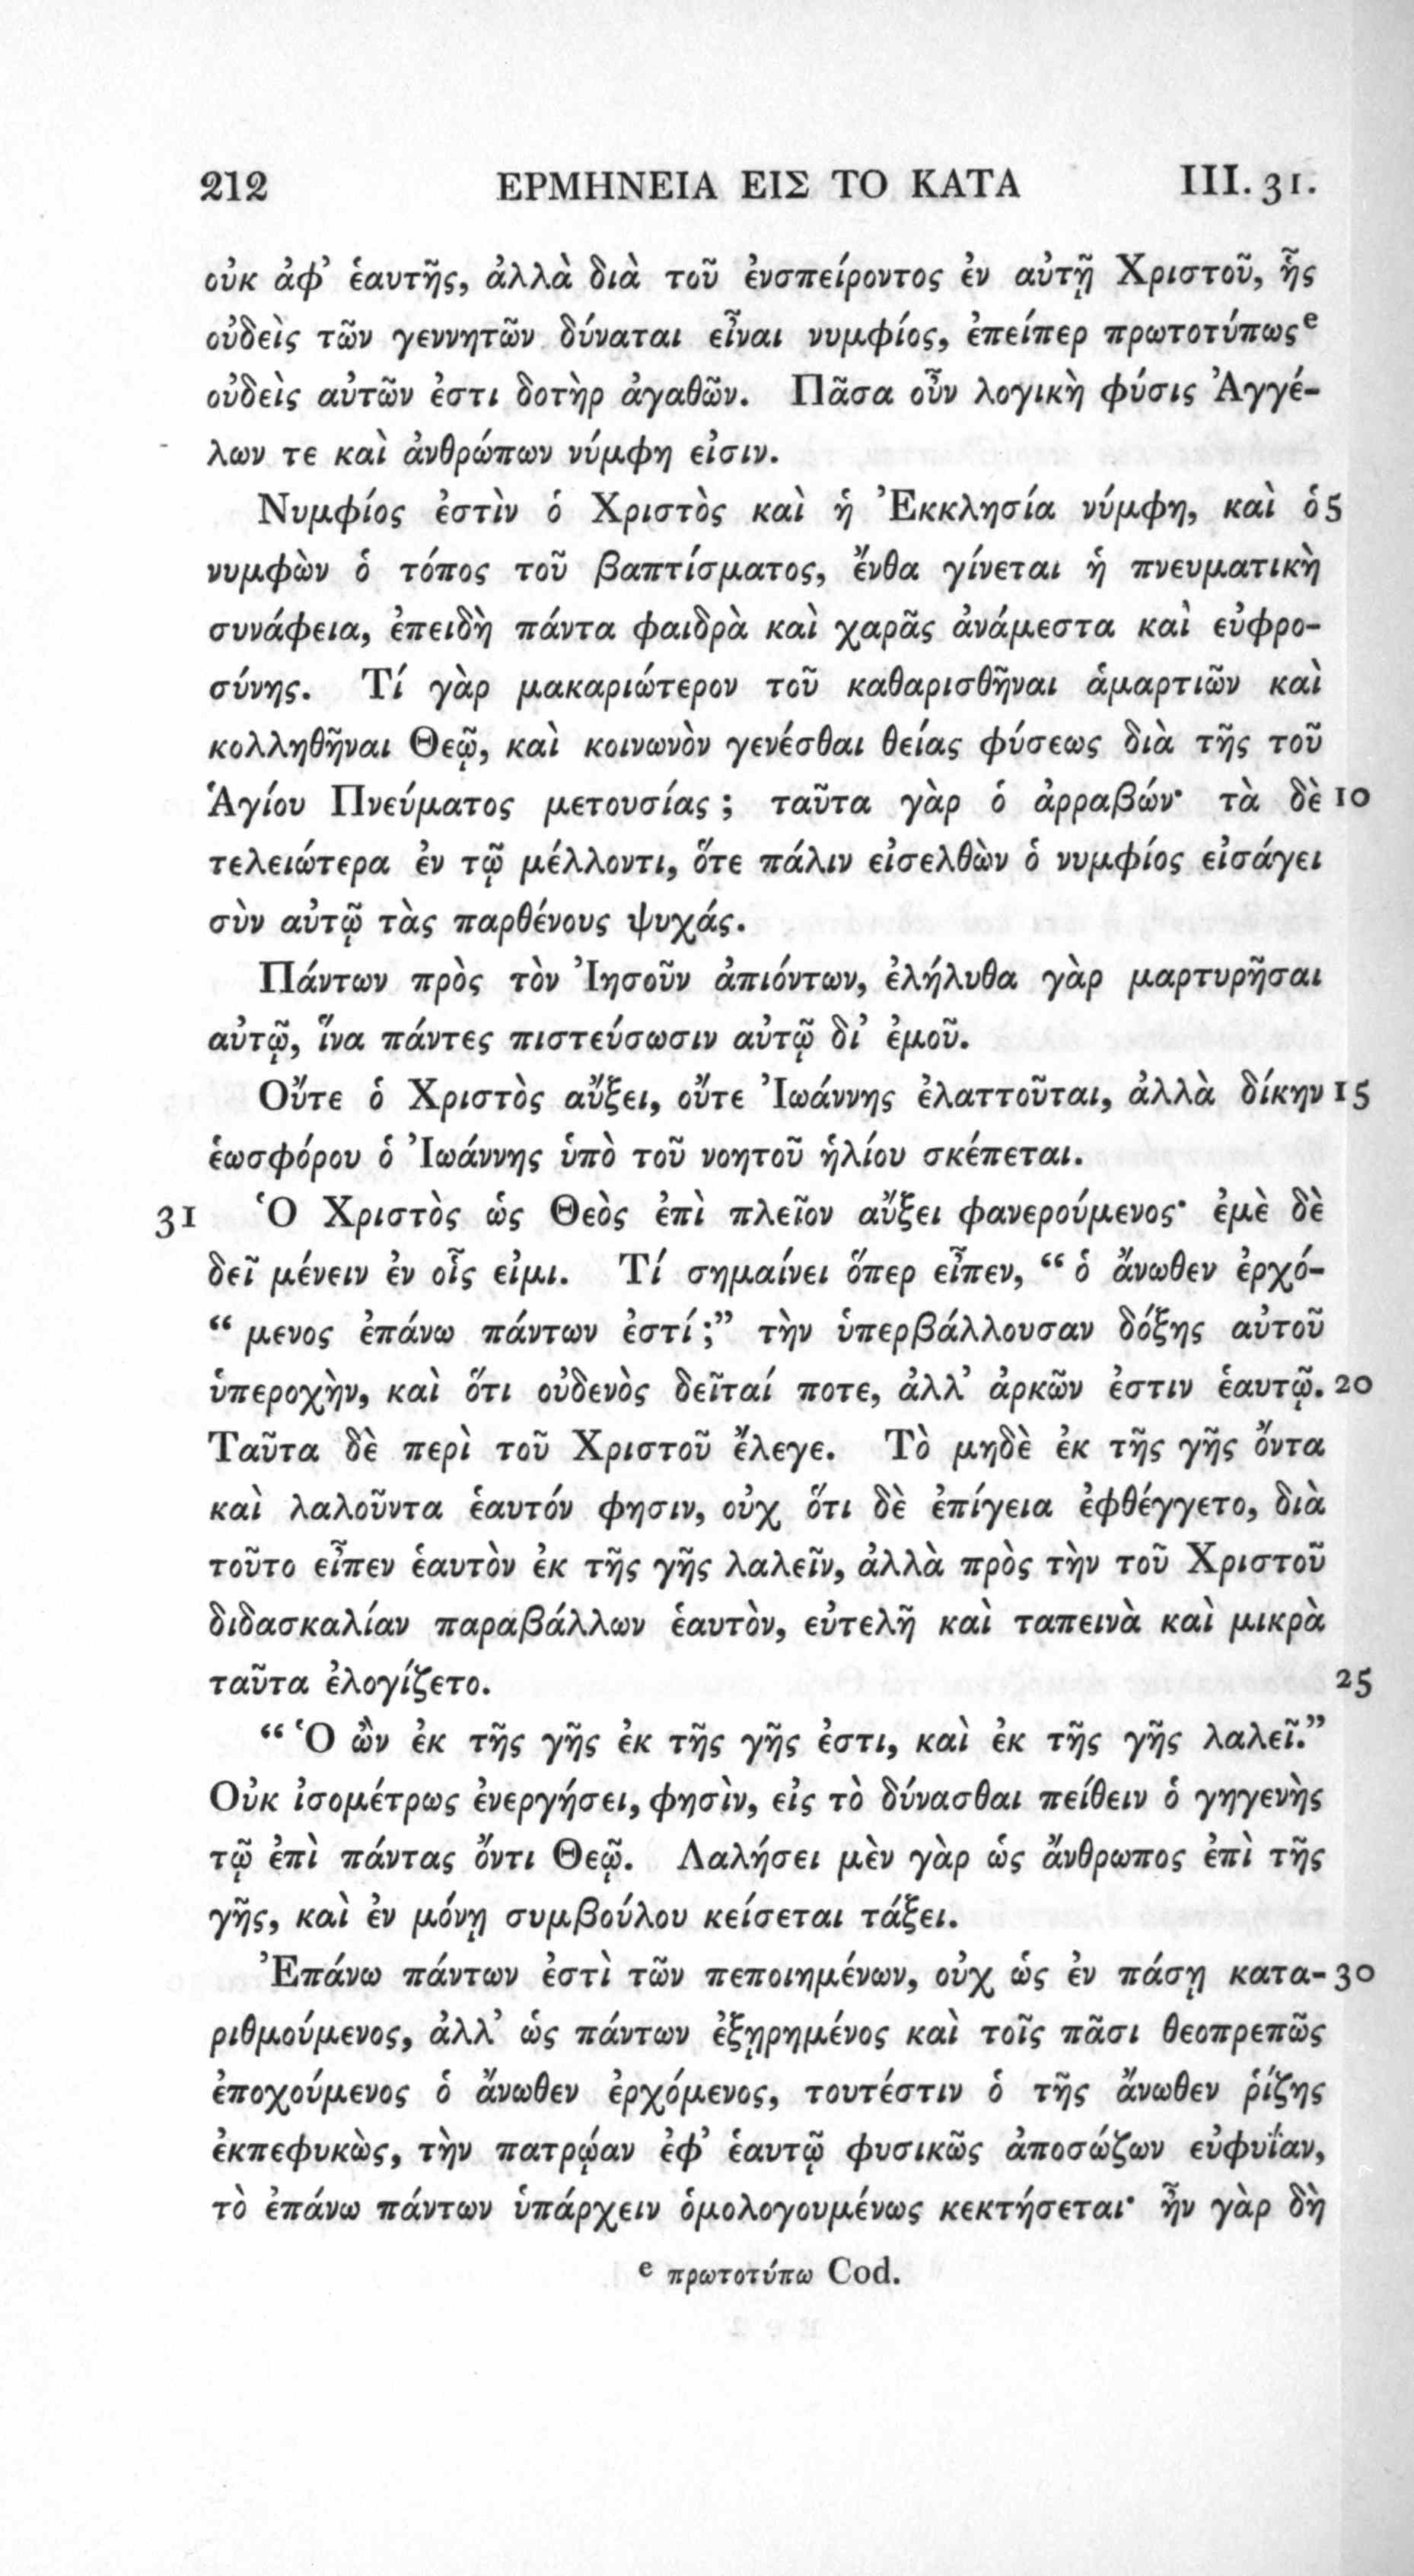 212 ΕΡΜΗΝΕΙΑ ΕΙΣ ΤΟ ΚΑΤΑ III. 31.
οὐκ ἀφ' ἑαυτῆς, ἀλλὰ διὰ τοῦ ἐνσπείροντος ἐν αὐτῇ Χριστοῦ, ἧς
οὐδεὶς τῶν γεννητῶν δύναται εἶναι νυμφίος, ἐπείπερ πρωτοτύπως e
οὐδεὶς αὐτῶν ἐστι δοτὴρ ἀγαθῶν. Πᾶσα οὖν λογικὴ φύσις Ἀγγέ-
λων τε καὶ ἀνθρώπων νύμφη εἰσιν.
Νυμφίος ἐστὶν ὁ Χριστὸς καὶ ἡ Ἐκκλησία νύμφη, καὶ ὁ 5
νυμφὼν ὁ τόπος τοῦ βαπτίσματος, ἔνθα γίνεται ἡ πνευματικὴ
συνάφεια, ἐπειδὴ πάντα φαιδρὰ καὶ χαρᾶς ἀνάμεστα καὶ εὐφρο-
σύνης. Τί γὰρ μακαριώτερον τοῦ καθαρισθῆναι ἁμαρτιῶν καὶ
κολληθῆναι Θεῷ, καὶ κοινωνὸν γενέσθαι θείας φύσεως διὰ τῆς τοῦ
Ἁγίου Πνεύματος μετουσίας ; ταῦτα γὰρ ὁ ἀρραβών· τὰ δὲ 10
τελειώτερα ἐν τῷ μέλλοντι, ὅτε πάλιν εἰσελθὼν ὁ νυμφίος εἰσάγει
σὺν αὐτῷ τὰς παρθένους ψυχάς.
Πάντων πρὸς τὸν Ἰησοῦν ἀπιόντων, ἐλήλυθα γὰρ μαρτυρῆσαι
αὐτῷ, ἵνα πάντες πιστεύσωσιν αὐτῷ δι' ἐμοῦ.
Οὔτε ὁ Χριστὸς αὔξει, οὔτε Ἰωάννης ἐλαττοῦται, ἀλλὰ δίκην 15
ἑωσφόρου ὁ Ἰωάννης ὑπὸ τοῦ νοητοῦ ἡλίου σκέπεται.
31 Ὁ Χριστὸς ὡς Θεὸς ἐπὶ πλεῖον αὔξει φανερούμενος· ἐμὲ δὲ
δεῖ μένειν ἐν οἷς εἰμι. Τί σημαίνει ὅπερ εἶπεν, “ ὁ ἄνωθεν ἐρχό-
“ μενος ἐπάνω πάντων ἐστί ;” τὴν ὑπερβάλλουσαν δόξης αὐτοῦ
ὑπεροχὴν, καὶ ὅτι οὐδενὸς δεῖταί ποτε, ἀλλ' ἀρκῶν ἐστιν ἑαυτῷ. 20
Ταῦτα δὲ περὶ τοῦ Χριστοῦ ἔλεγε. Τὸ μηδὲ ἐκ τῆς γῆς ὄντα
καὶ λαλοῦντα ἑαυτόν φησιν, οὐχ ὅτι δὲ ἐπίγεια ἐφθέγγετο, διὰ
τοῦτο εἶπεν ἑαυτὸν ἐκ τῆς γῆς λαλεῖν, ἀλλὰ πρὸς τὴν τοῦ Χριστοῦ
διδασκαλίαν παραβάλλων ἑαυτὸν, εὐτελῆ καὶ ταπεινὰ καὶ μικρὰ
ταῦτα ἐλογίζετο. 25
“ Ὁ ὢν ἐκ τῆς γῆς ἐκ τῆς γῆς ἐστι, καὶ ἐκ τῆς γῆς λαλεῖ.”
Οὐκ ἰσομέτρως ἐνεργήσει, φησὶν, εἰς τὸ δύνασθαι πείθειν ὁ γηγενὴς
τῷ ἐπὶ πάντας ὄντι Θεῷ. Λαλήσει μὲν γὰρ ὡς ἄνθρωπος ἐπὶ τῆς
γῆς, καὶ ἐν μόνῃ συμβούλου κείσεται τάξει.
Ἐπάνω πάντων ἐστὶ τῶν πεποιημένων, οὐχ ὡς ἐν πάσῃ κατα- 30
ριθμούμενος, ἀλλ' ὡς πάντων ἐξῃρημένος καὶ τοῖς πᾶσι θεοπρεπῶς
ἐποχούμενος ὁ ἄνωθεν ἐρχόμενος, τουτέστιν ὁ τῆς ἄνωθεν ῥίζης
ἐκπεφυκὼς, τὴν πατρῴαν ἐφ' ἑαυτῷ φυσικῶς ἀποσώζων εὐφυΐαν,
τὸ ἐπάνω πάντων ὑπάρχειν ὁμολογουμένως κεκτήσεται· ἦν γὰρ δὴ
e πρωτοτύπω Cod.